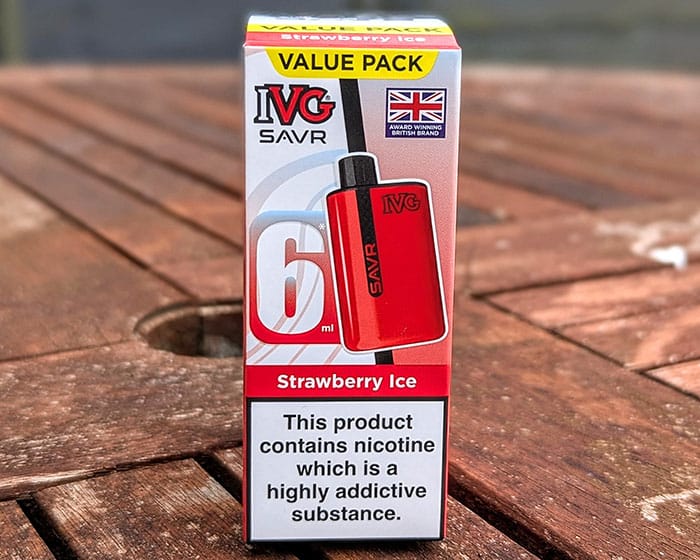 VALUE PACK
Strawberry Ice
VALUE PACK
IVG
SAVR
AWARD WINNING
BRITISH BRAND
IVG
SAVR
6*
ml
Strawberry Ice
This product
contains nicotine
which is a
highly addictive
substance.